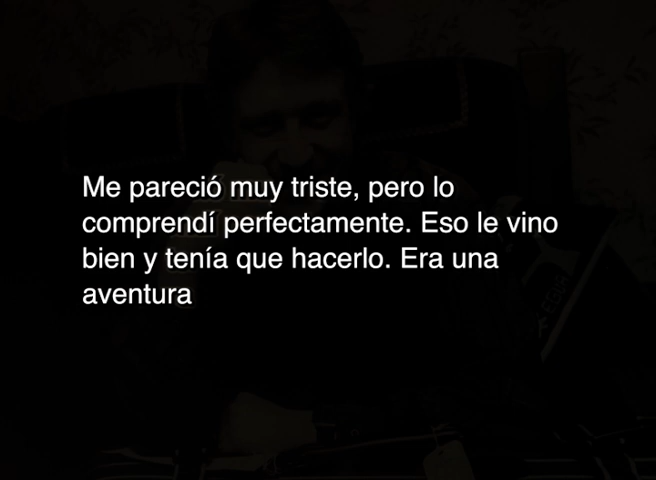 Me pareció muy triste, pero lo
comprendí perfectamente. Eso le vino
bien y tenía que hacerlo. Era una
aventura